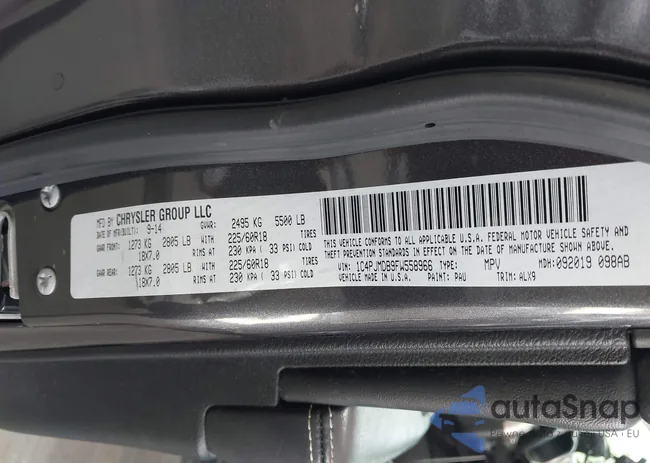 MFD BY CHRYSLER GROUP LLC
DATE OF MFR(BUILT): 9-14 GVWR: 2495 KG 5500 LB
GAWR FRONT: 1273 KG 2805 LB WITH 225/60R18 TIRES
18X7.0 RIMS AT 230 KPA ( 33 PSI) COLD
GAWR REAR: 1273 KG 2805 LB WITH 225/60R18 TIRES
18X7.0 RIMS AT 230 KPA ( 33 PSI) COLD
THIS VEHICLE CONFORMS TO ALL APPLICABLE U.S.A. FEDERAL MOTOR VEHICLE SAFETY AND
THEFT PREVENTION STANDARDS IN EFFECT ON THE DATE OF MANUFACTURE SHOWN ABOVE.
VIN: 1C4PJMDB9FW558966 TYPE: MPV MDH:092019 098AB
VEHICLE MADE IN U.S.A. PAINT: PAU TRIM: ALX9
autoSnap